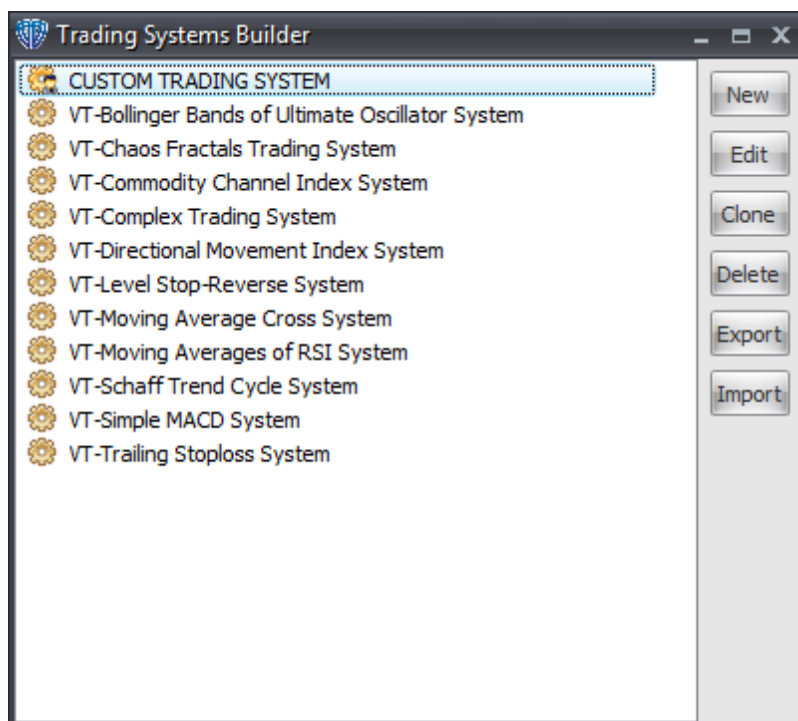 Trading Systems Builder
CUSTOM TRADING SYSTEM
VT-Bollinger Bands of Ultimate Oscillator System
VT-Chaos Fractals Trading System
VT-Commodity Channel Index System
VT-Complex Trading System
VT-Directional Movement Index System
VT-Level Stop-Reverse System
VT-Moving Average Cross System
VT-Moving Averages of RSI System
VT-Schaff Trend Cycle System
VT-Simple MACD System
VT-Trailing Stoploss System
New
Edit
Clone
Delete
Export
Import